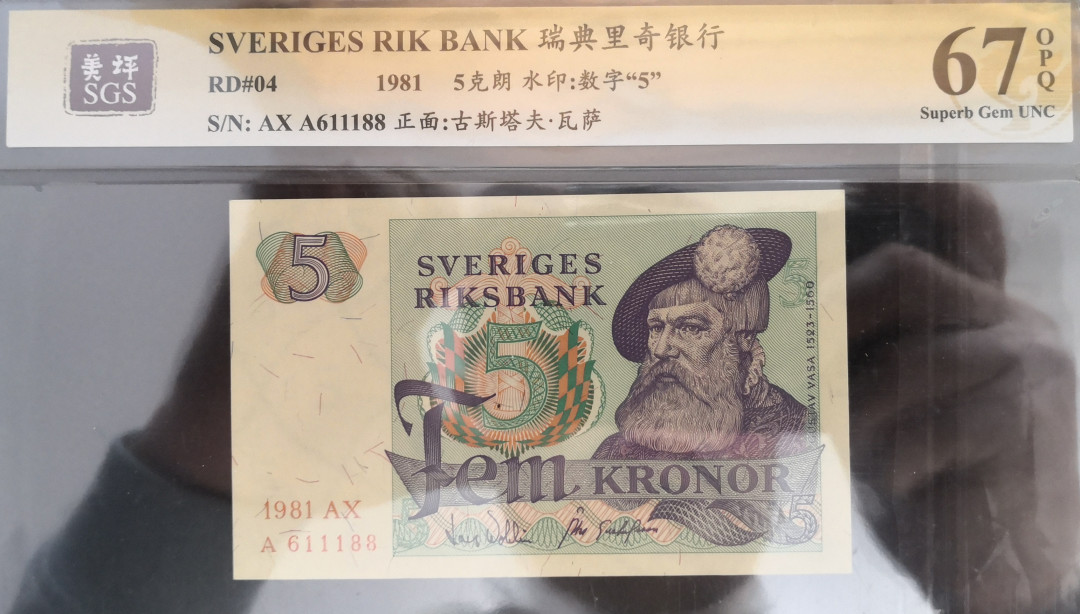 美评
SGS
SVERIGES RIK BANK 瑞典里奇银行
RD#04 1981 5克朗 水印:数字“5”
S/N: AX A611188 正面:古斯塔夫·瓦萨
67 OPQ
Superb Gem UNC
5
SVERIGES
RIKSBANK
5
5
GUSTAV VASA 1523-1560
Fem KRONOR
1981 AX
A 611188
5